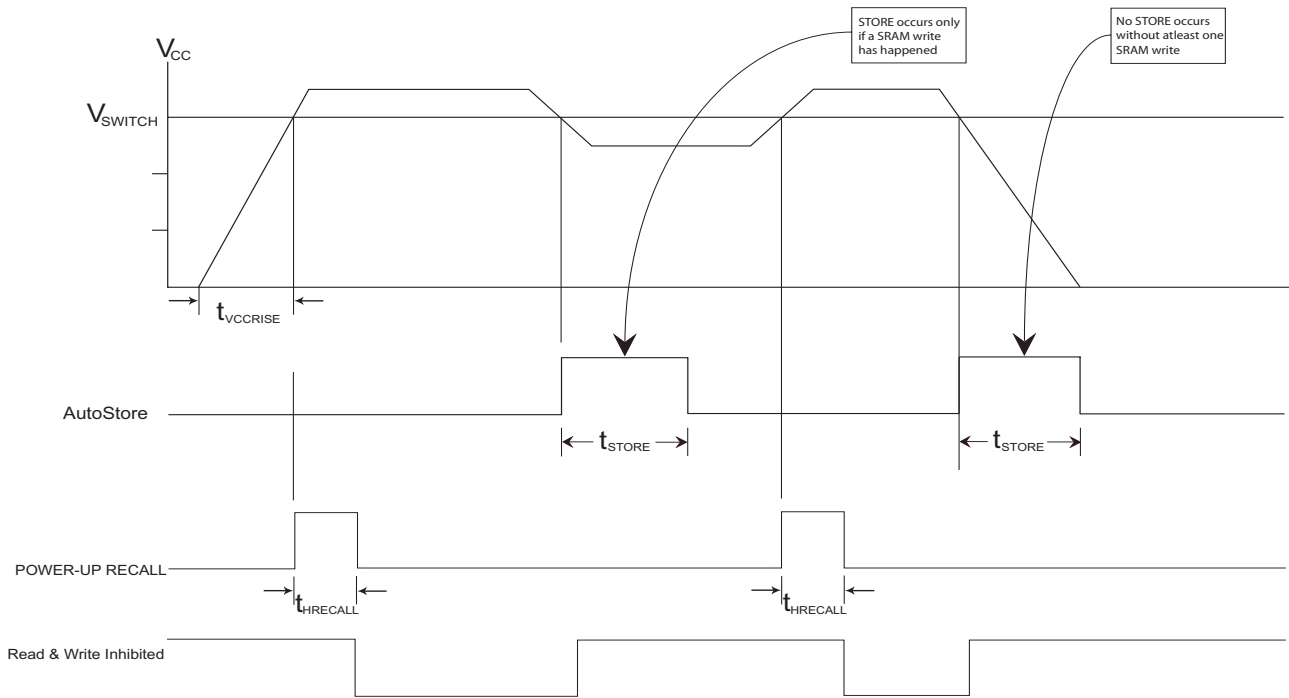 STORE occurs only
if a SRAM write
has happened
No STORE occurs
without atleast one
SRAM write
VCC
VSWITCH
tVCCRISE
AutoStore
tSTORE
tSTORE
POWER-UP RECALL
tHRECALL
tHRECALL
Read & Write Inhibited